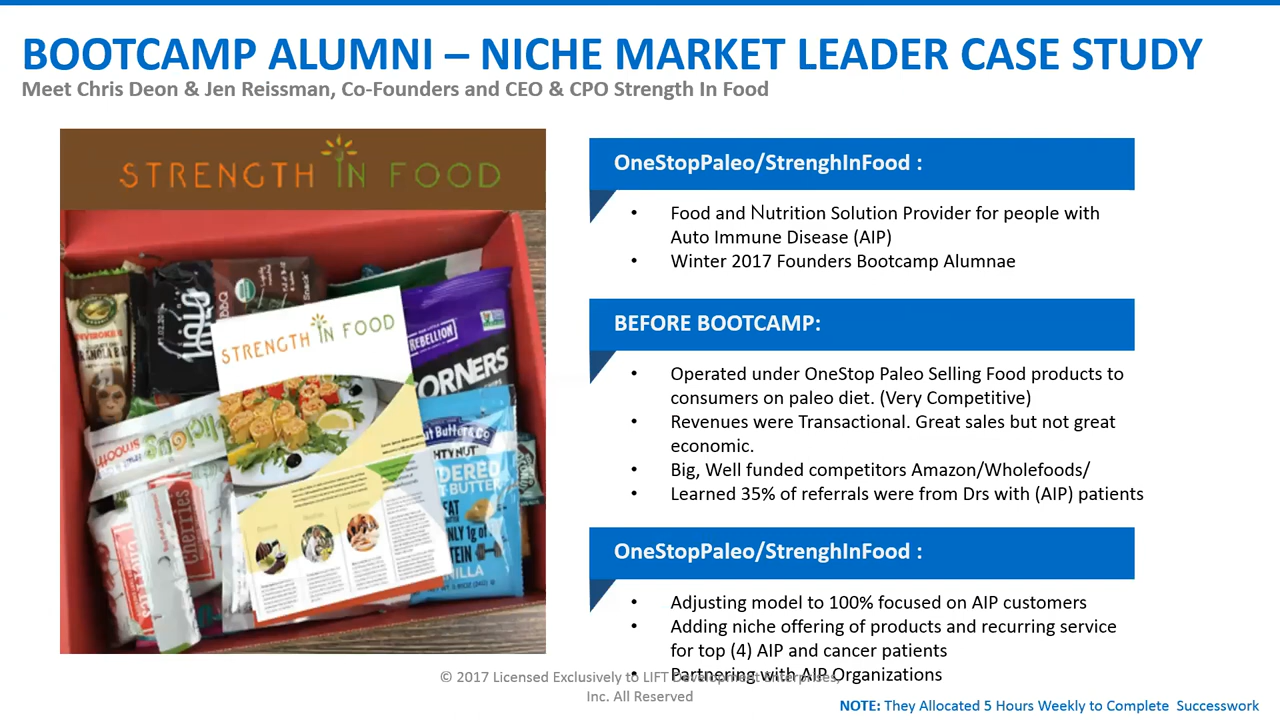 BOOTCAMP ALUMNI – NICHE MARKET LEADER CASE STUDY
Meet Chris Deon & Jen Reissman, Co-Founders and CEO & CPO Strength In Food
STRENGTH IN FOOD
STRENGTH IN FOOD
REBELLION
ORNERS
Cherries
VANILLA
OneStopPaleo/StrenghInFood :
• Food and Nutrition Solution Provider for people with
Auto Immune Disease (AIP)
• Winter 2017 Founders Bootcamp Alumnae
BEFORE BOOTCAMP:
• Operated under OneStop Paleo Selling Food products to
consumers on paleo diet. (Very Competitive)
• Revenues were Transactional. Great sales but not great
economic.
• Big, Well funded competitors Amazon/Wholefoods/
• Learned 35% of referrals were from Drs with (AIP) patients
OneStopPaleo/StrenghInFood :
• Adjusting model to 100% focused on AIP customers
• Adding niche offering of products and recurring service
for top (4) AIP and cancer patients
• Partnering with AIP Organizations
© 2017 Licensed Exclusively to LIFT Development Enterprises,
Inc. All Reserved
NOTE: They Allocated 5 Hours Weekly to Complete Successwork